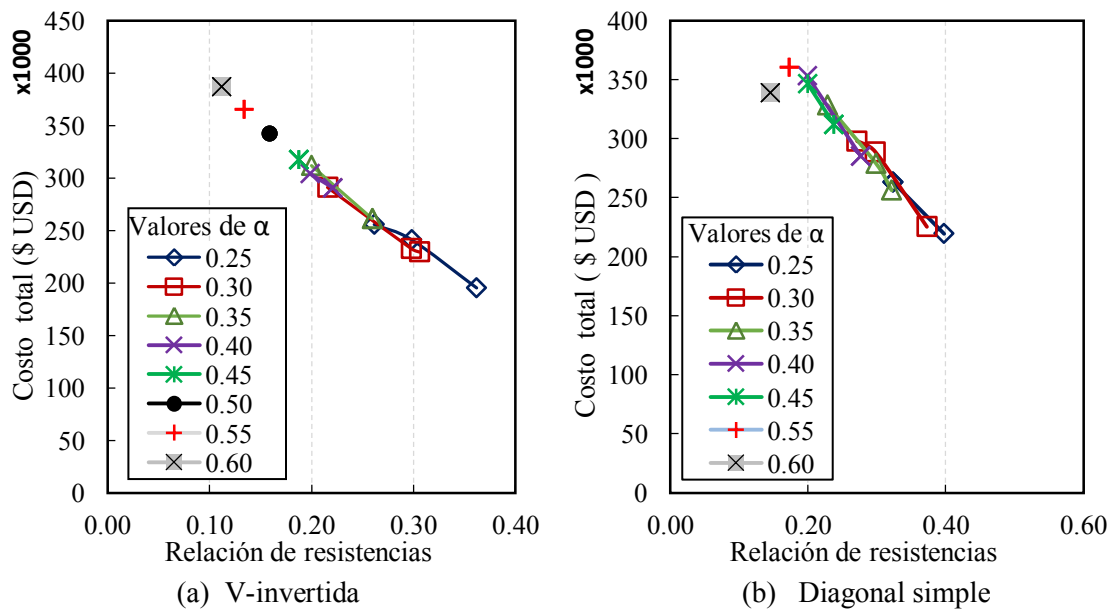 x1000
Costo total ($ USD)
450
400
350
300
250
200
150
100
50
0
Valores de α
0.25
0.30
0.35
0.40
0.45
0.50
0.55
0.60
0.00 0.10 0.20 0.30 0.40
Relación de resistencias
(a) V-invertida
x1000
Costo total ( $ USD)
400
350
300
250
200
150
100
50
0
Valores de α
0.25
0.30
0.35
0.40
0.45
0.55
0.60
0.00 0.20 0.40 0.60
Relación de resistencias
(b) Diagonal simple